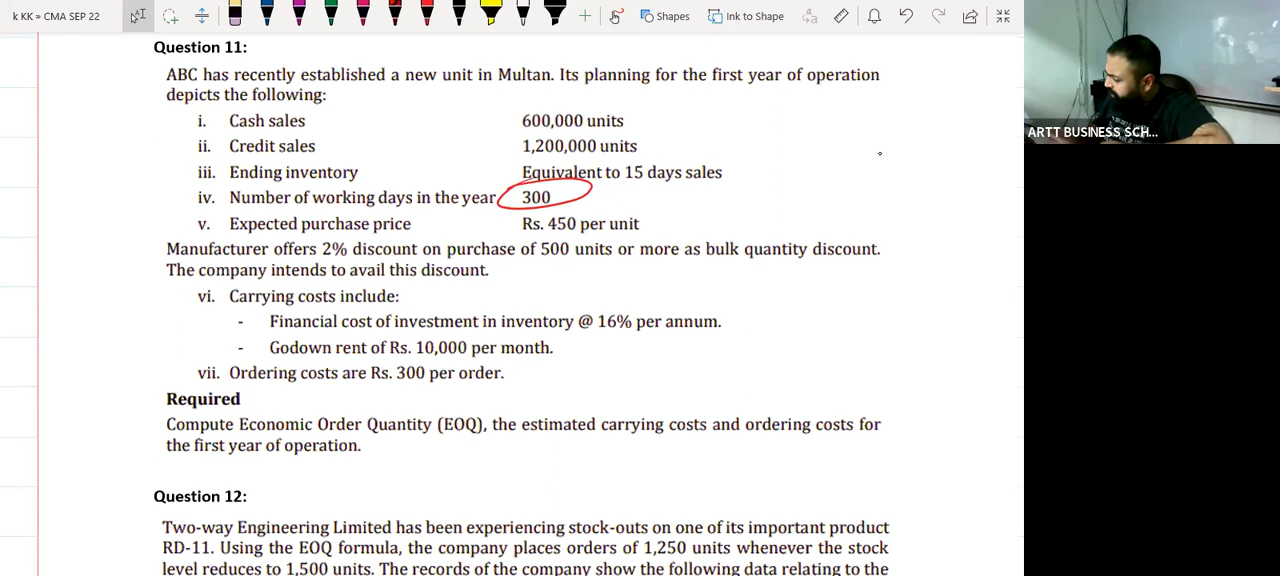 k KK » CMA SEP 22
Shapes
Ink to Shape
Question 11:
ABC has recently established a new unit in Multan. Its planning for the first year of operation
depicts the following:
i. Cash sales 600,000 units
ii. Credit sales 1,200,000 units
iii. Ending inventory Equivalent to 15 days sales
iv. Number of working days in the year 300
v. Expected purchase price Rs. 450 per unit
Manufacturer offers 2% discount on purchase of 500 units or more as bulk quantity discount.
The company intends to avail this discount.
vi. Carrying costs include:
- Financial cost of investment in inventory @ 16% per annum.
- Godown rent of Rs. 10,000 per month.
vii. Ordering costs are Rs. 300 per order.
Required
Compute Economic Order Quantity (EOQ), the estimated carrying costs and ordering costs for
the first year of operation.
Question 12:
Two-way Engineering Limited has been experiencing stock-outs on one of its important product
RD-11. Using the EOQ formula, the company places orders of 1,250 units whenever the stock
level reduces to 1,500 units. The records of the company show the following data relating to the
ARTT BUSINESS SCH...